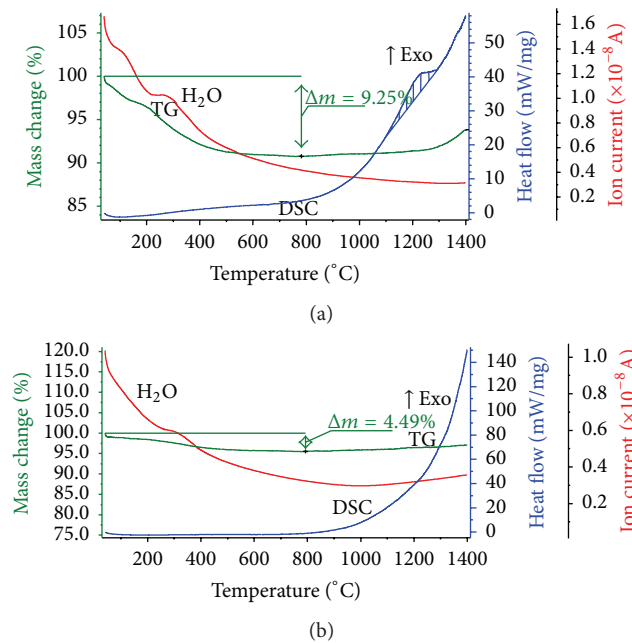 105
100
95
90
85
Mass change (%)
TG
H₂O
Δm = 9.25%
↑ Exo
DSC
50
40
30
20
10
0
Heat flow (mW/mg)
1.6
1.4
1.2
1.0
0.8
0.6
0.4
0.2
Ion current (×10⁻⁸ A)
200 400 600 800 1000 1200 1400
Temperature (°C)
(a)
120.0
115.0
110.0
105.0
100.0
95.0
90.0
85.0
80.0
75.0
Mass change (%)
H₂O
↑ Exo
Δm = 4.49%
TG
DSC
140
120
100
80
60
40
20
0
Heat flow (mW/mg)
1.0
0.8
0.6
0.4
0.2
Ion current (×10⁻⁸ A)
200 400 600 800 1000 1200 1400
Temperature (°C)
(b)